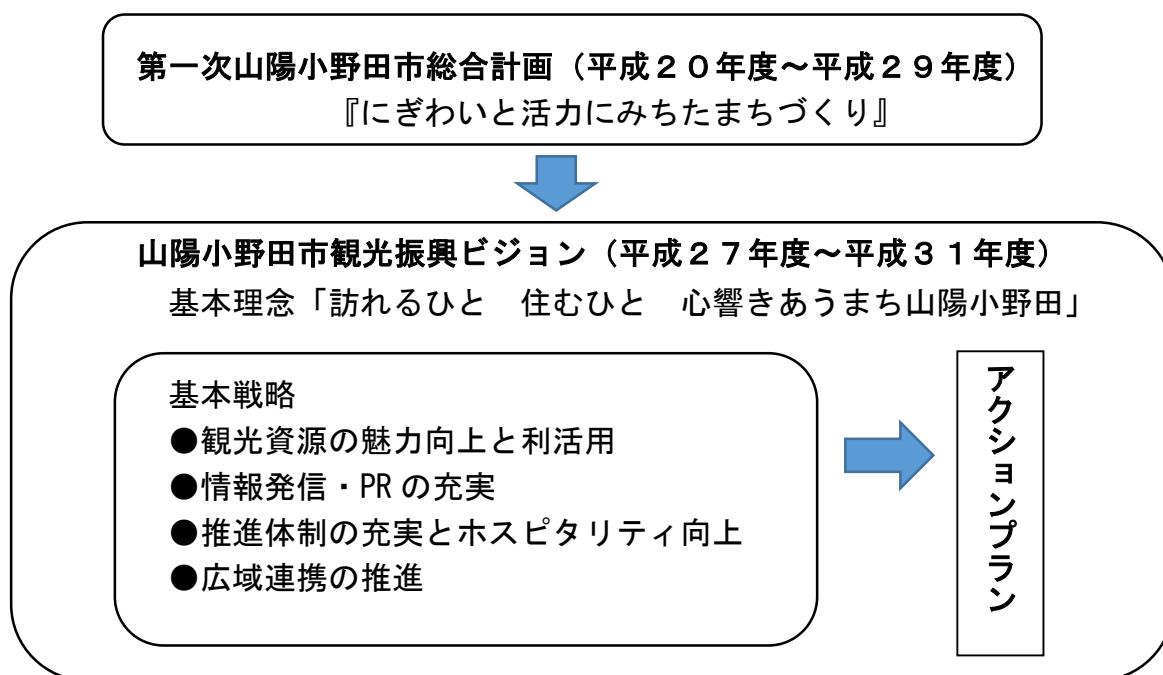 第一次山陽小野田市総合計画（平成２０年度～平成２９年度）
『にぎわいと活力にみちたまちづくり』
山陽小野田市観光振興ビジョン（平成２７年度～平成３１年度）
基本理念「訪れるひと　住むひと　心響きあうまち山陽小野田」
基本戦略
●観光資源の魅力向上と利活用
●情報発信・PR の充実
●推進体制の充実とホスピタリティ向上
●広域連携の推進
アクションプラン